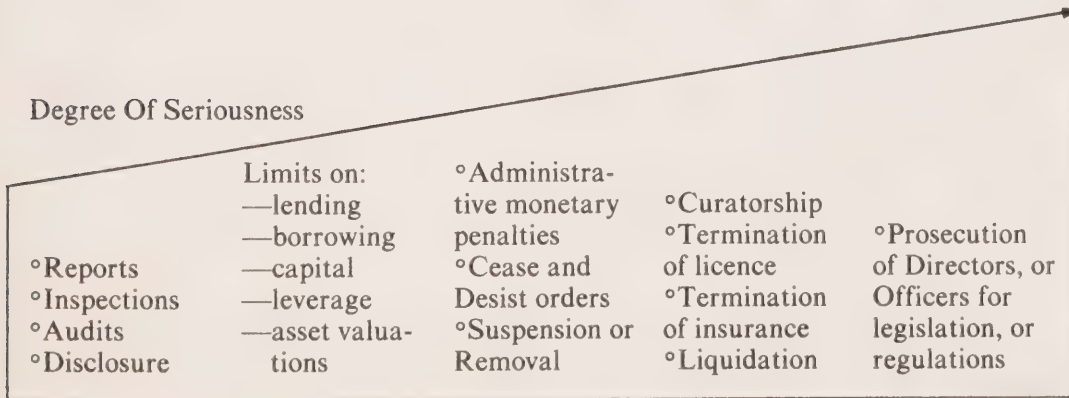 Degree Of Seriousness
°Reports
°Inspections
°Audits
°Disclosure
Limits on:
—lending
—borrowing
—capital
—leverage
—asset valua-
tions
°Administra-
tive monetary
penalties
°Cease and
Desist orders
°Suspension or
Removal
°Curatorship
°Termination
of licence
°Termination
of insurance
°Liquidation
°Prosecution
of Directors, or
Officers for
legislation, or
regulations